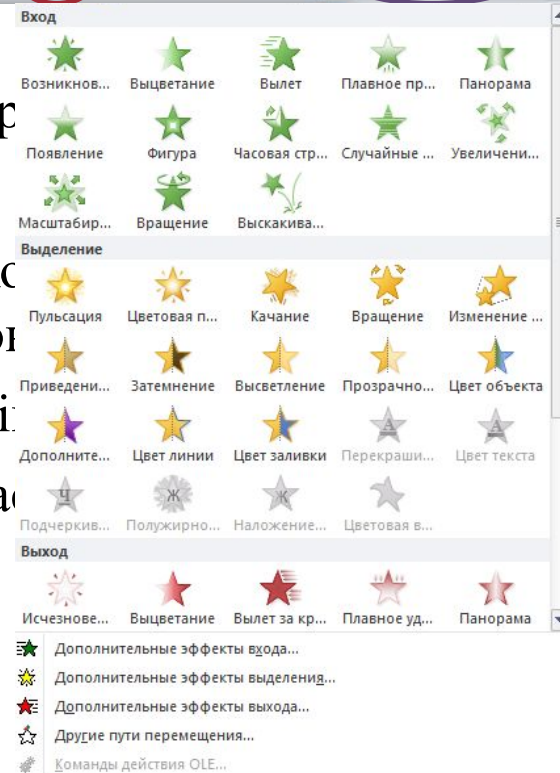 Вход
Возникнов... Выцветание Вылет Плавное пр... Панорама
Появление Фигура Часовая стр... Случайные ... Увеличени...
Масштабир... Вращение Выскакива...
Выделение
Пульсация Цветовая п... Качание Вращение Изменение ...
Приведени... Затемнение Высветление Прозрачно... Цвет объекта
Дополните... Цвет линии Цвет заливки Перекраши... Цвет текста
Подчеркив... Полужирно... Наложение... Цветовая в...
Выход
Исчезнове... Выцветание Вылет за кр... Плавное уд... Панорама
Дополнительные эффекты входа...
Дополнительные эффекты выделения...
Дополнительные эффекты выхода...
Другие пути перемещения...
Команды действия OLE...